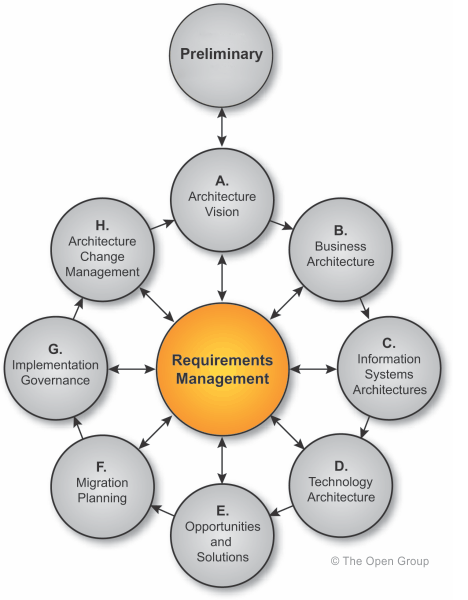 Preliminary
A.
Architecture
Vision
B.
Business
Architecture
C.
Information
Systems
Architectures
D.
Technology
Architecture
E.
Opportunities
and
Solutions
F.
Migration
Planning
G.
Implementation
Governance
H.
Architecture
Change
Management
Requirements
Management
© The Open Group